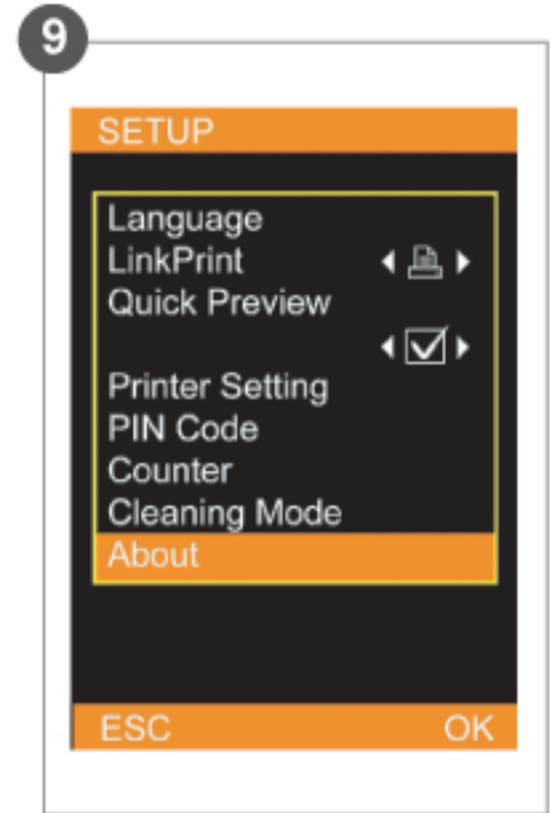 9
SETUP
Language
LinkPrint
Quick Preview
Printer Setting
PIN Code
Counter
Cleaning Mode
About
ESC OK